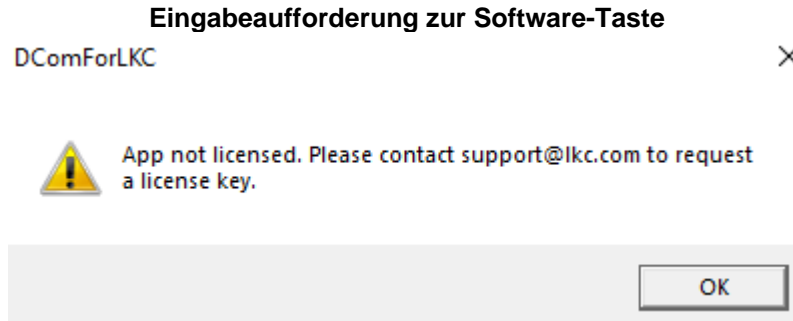 Eingabeaufforderung zur Software-Taste
DComForLKC
App not licensed. Please contact support@lkc.com to request
a license key.
OK